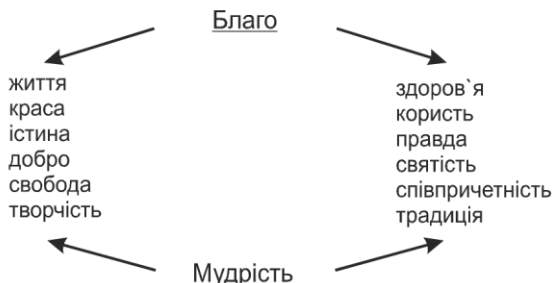 Благо
життя
краса
істина
добро
свобода
творчість
здоров`я
користь
правда
святість
співпричетність
традиція
Мудрість